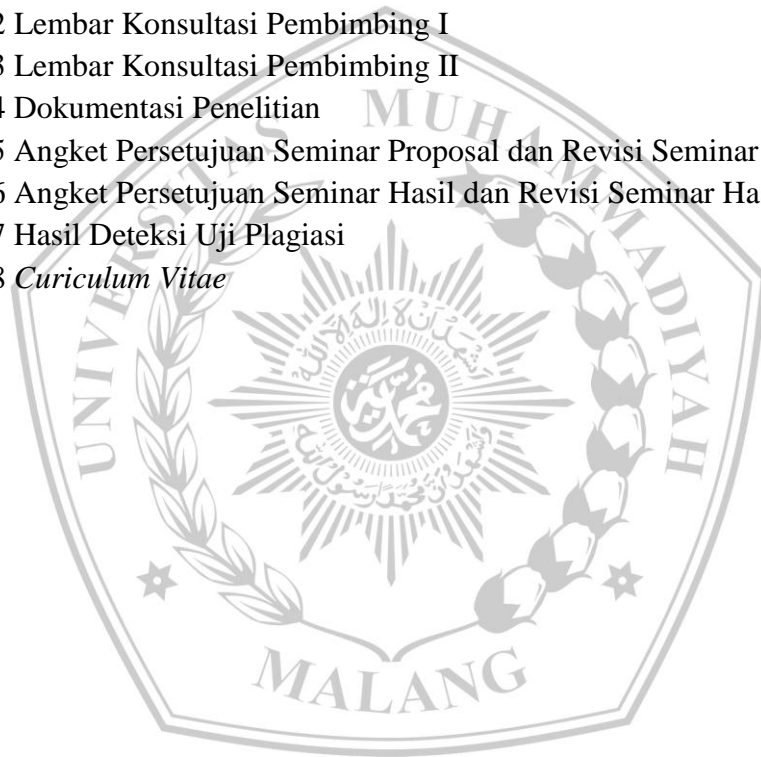 2 Lembar Konsultasi Pembimbing I
3 Lembar Konsultasi Pembimbing II
4 Dokumentasi Penelitian
5 Angket Persetujuan Seminar Proposal dan Revisi Seminar
6 Angket Persetujuan Seminar Hasil dan Revisi Seminar Ha
7 Hasil Deteksi Uji Plagiasi
8 Curiculum Vitae
UNIVERSITAS MUHAMMADIYAH
MALANG